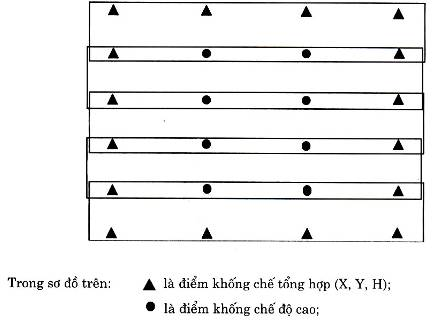 Trong sơ đồ trên: ▲ là điểm khống chế tổng hợp (X, Y, H);
● là điểm khống chế độ cao;